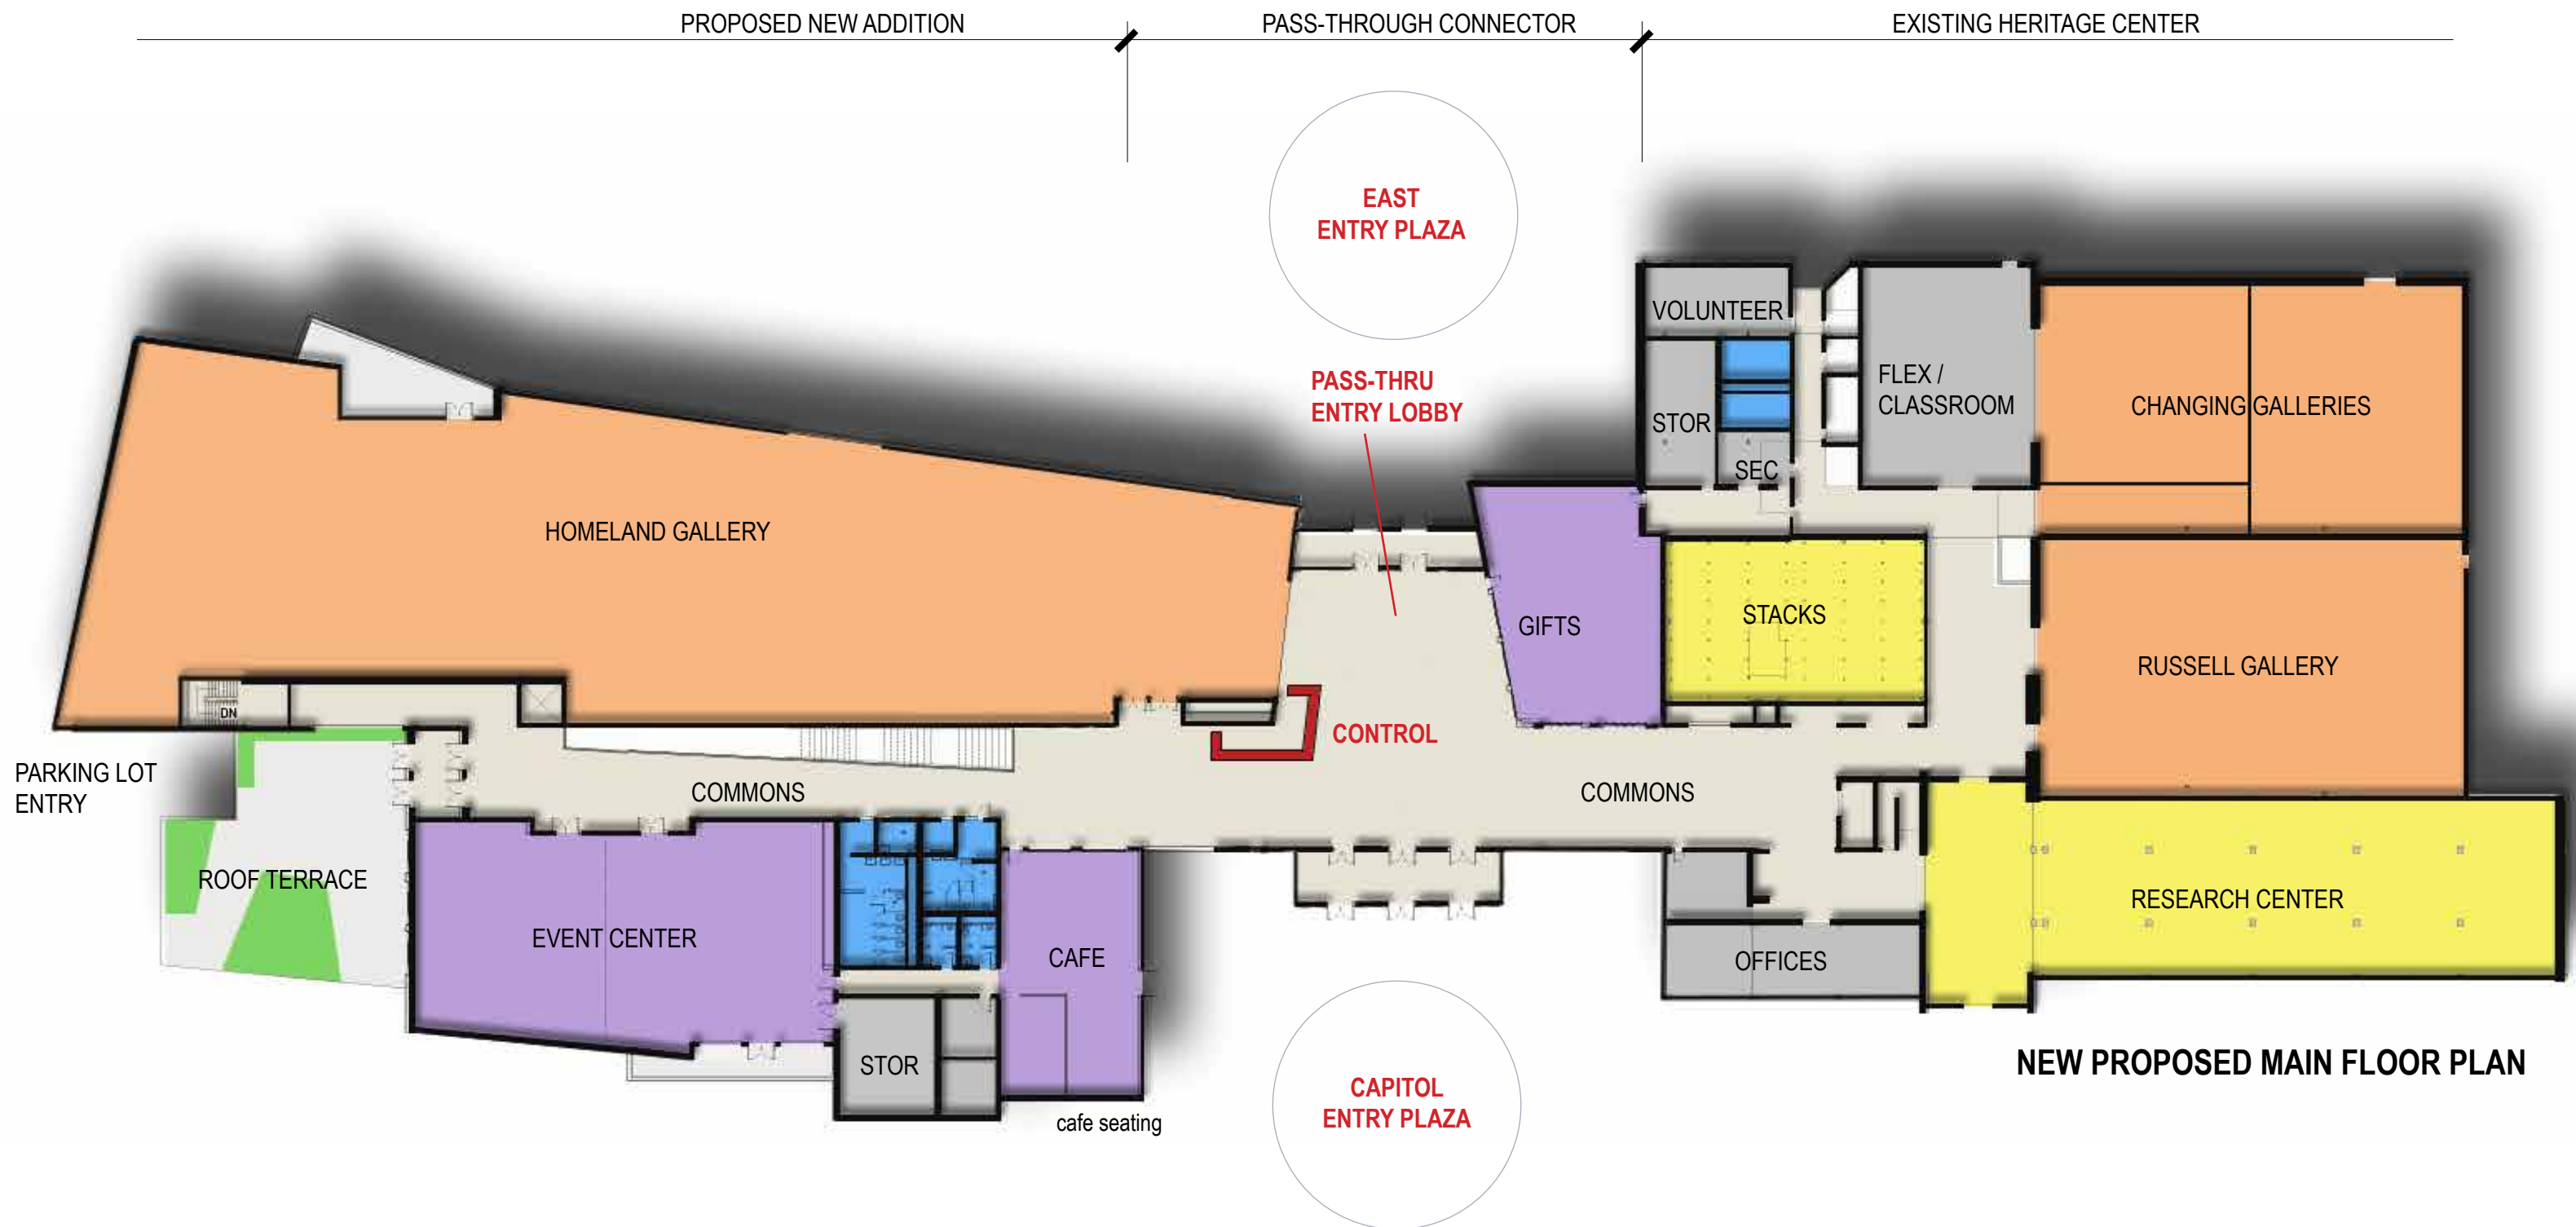 PROPOSED NEW ADDITION
PASS-THROUGH CONNECTOR
EXISTING HERITAGE CENTER
EAST
ENTRY PLAZA
PASS-THRU
ENTRY LOBBY
VOLUNTEER
STOR
SEC
FLEX /
CLASSROOM
CHANGING GALLERIES
HOMELAND GALLERY
GIFTS
STACKS
RUSSELL GALLERY
DN
CONTROL
PARKING LOT
ENTRY
COMMONS
COMMONS
ROOF TERRACE
EVENT CENTER
CAFE
OFFICES
RESEARCH CENTER
STOR
cafe seating
CAPITOL
ENTRY PLAZA
NEW PROPOSED MAIN FLOOR PLAN